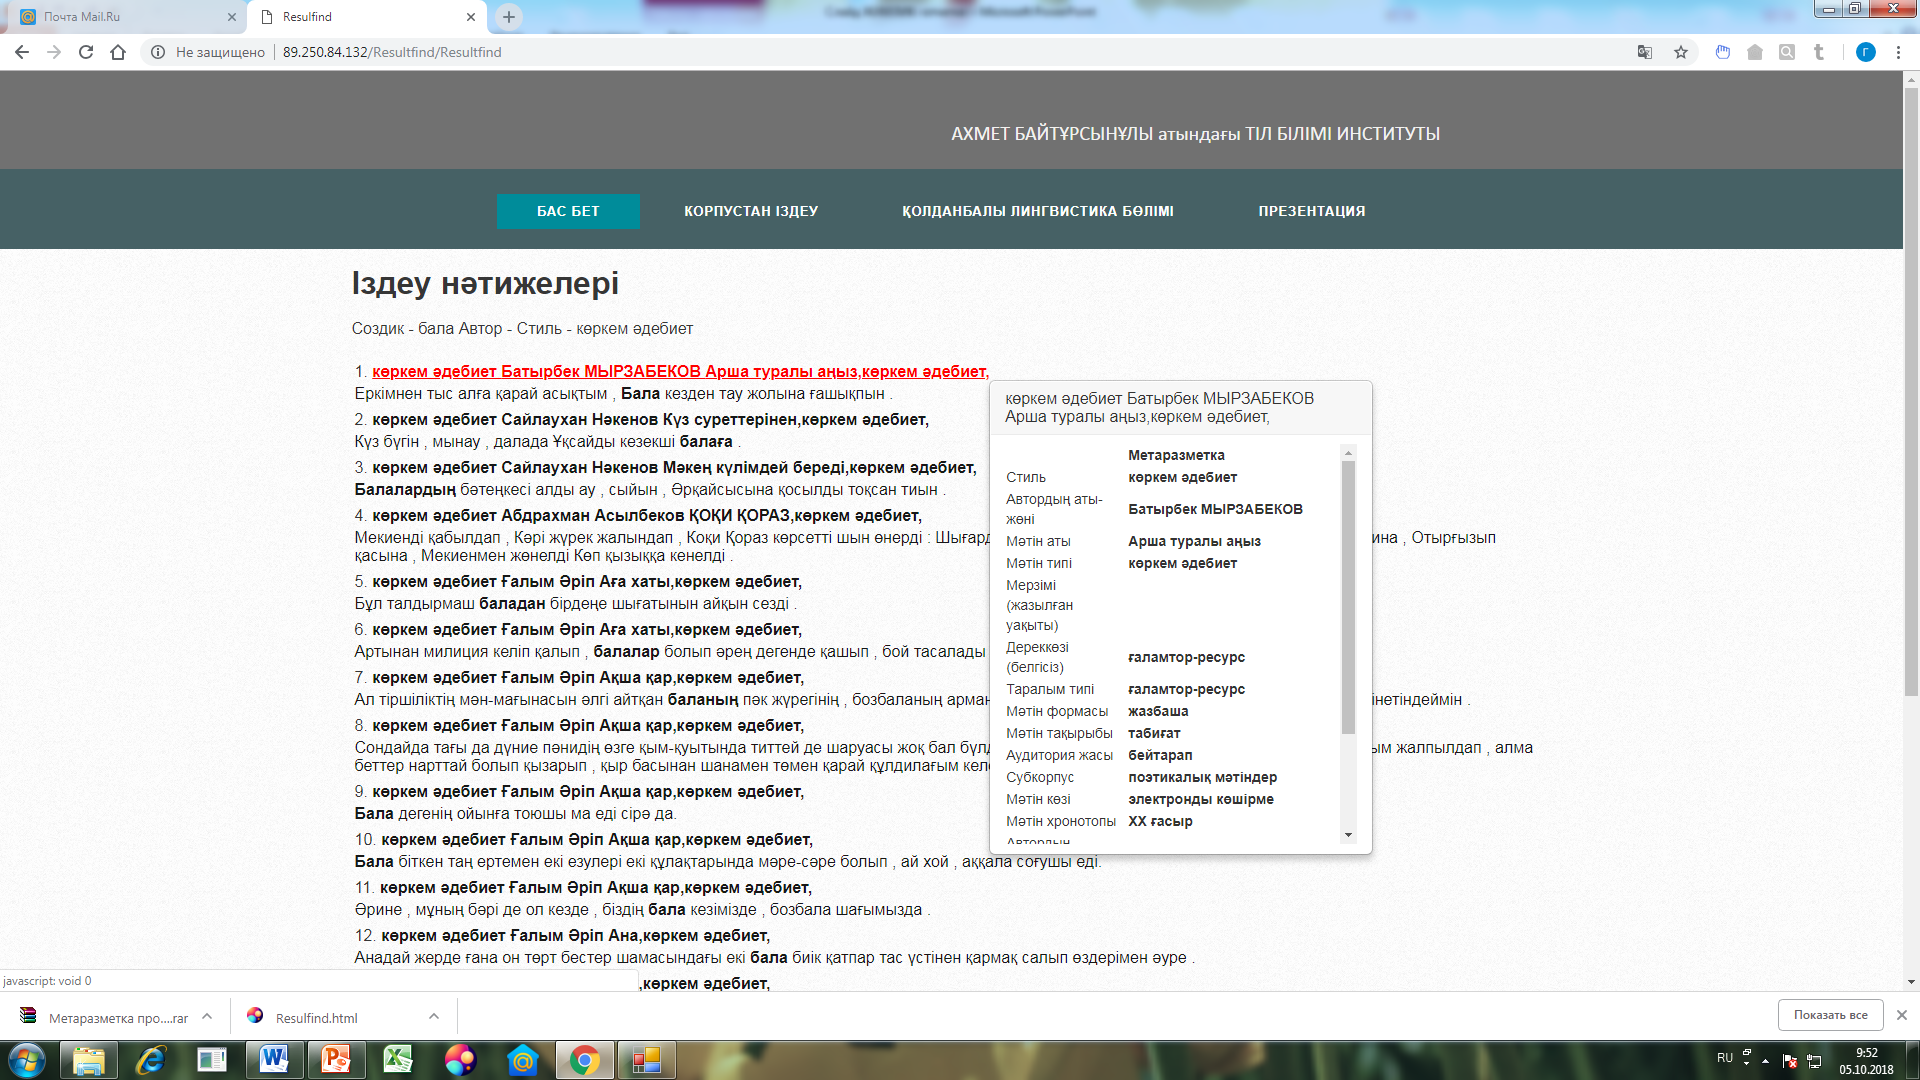 Почта Mail.Ru
Resulfind
Не защищено
89.250.84.132/Resultfind/Resultfind
АХМЕТ БАЙТҰРСЫНҰЛЫ атындағы ТІЛ БІЛІМІ ИНСТИТУТЫ
БАС БЕТ
КОРПУСТАН ІЗДЕУ
ҚОЛДАНБАЛЫ ЛИНГВИСТИКА БӨЛІМІ
ПРЕЗЕНТАЦИЯ
Іздеу нәтижелері
Создик - бала Автор - Стиль - көркем әдебиет
1. көркем әдебиет Батырбек МЫРЗАБЕКОВ Арша туралы аңыз,көркем әдебиет,
Еркімнен тыс алға қарай асықтым , Бала кезден тау жолына ғашықпын .
2. көркем әдебиет Сайлаухан Нәкенов Күз суреттерінен,көркем әдебиет,
Күз бүгін , мынау , далада Ұқсайды кезекші балаға .
3. көркем әдебиет Сайлаухан Нәкенов Мәкең күлімдей береді,көркем әдебиет,
Балалардың бәтеңкесі алды ау , сыйын , Әрқайсысына қосылды тоқсан тиын .
4. көркем әдебиет Абдрахман Асылбеков ҚОҚИ ҚОРАЗ,көркем әдебиет,
Мекиенді қабылдап , Кәрі жүрек жалындап , Коқи Қораз көрсетті шын өнерді : Шығард
ина , Отырғызып
қасына , Мекиенмен жөнелді Көп қызыққа кенелді .
5. көркем әдебиет Ғалым Әріп Аға хаты,көркем әдебиет,
Бұл талдырмаш баладан бірдеңе шығатынын айқын сезді .
6. көркем әдебиет Ғалым Әріп Аға хаты,көркем әдебиет,
Артынан милиция келіп қалып , балалар болып әрең дегенде қашып , бой тасалады
7. көркем әдебиет Ғалым Әріп Ақша қар,көркем әдебиет,
Ал тіршіліктің мән-мағынасын әлгі айтқан баланың пәк жүрегінің , бозбаланың арман
інетіндеймін .
8. көркем әдебиет Ғалым Әріп Ақша қар,көркем әдебиет,
Сондайда тағы да дүние пәнидің өзге қым-қуытында титтей де шаруасы жоқ бал бүлд
ым жалпылдап , алма
беттер нарттай болып қызарып , қыр басынан шанамен төмен қарай құлдилағым келе
9. көркем әдебиет Ғалым Әріп Ақша қар,көркем әдебиет,
Бала дегенің ойынға тоюшы ма еді сірә да.
10. көркем әдебиет Ғалым Әріп Ақша қар,көркем әдебиет,
Бала біткен таң ертемен екі езулері екі құлақтарында мәре-сәре болып , ай хой , аққала соғушы еді.
11. көркем әдебиет Ғалым Әріп Ақша қар,көркем әдебиет,
Әрине , мұның бәрі де ол кезде , біздің бала кезімізде , бозбала шағымызда .
12. көркем әдебиет Ғалым Әріп Ана,көркем әдебиет,
Анадай жерде ғана он төрт бестер шамасындағы екі бала биік қатпар тас үстінен қармақ салып өздерімен әуре .
,көркем әдебиет,
көркем әдебиет Батырбек МЫРЗАБЕКОВ
Арша туралы аңыз,көркем әдебиет,
Метаразметка
Стиль көркем әдебиет
Автордың аты-
жөні Батырбек МЫРЗАБЕКОВ
Мәтін аты Арша туралы аңыз
Мәтін типі көркем әдебиет
Мерзімі
(жазылған
уақыты)
Дереккөзі
(белгісіз) ғаламтор-ресурс
Таралым типі ғаламтор-ресурс
Мәтін формасы жазбаша
Мәтін тақырыбы табиғат
Аудитория жасы бейтарап
Субкорпус поэтикалық мәтіндер
Мәтін көзі электронды көшірме
Мәтін хронотопы ХХ ғасыр
Автордың
javascript: void 0
Метаразметка про....rar
Resulfind.html
Показать все
RU
9:52
05.10.2018